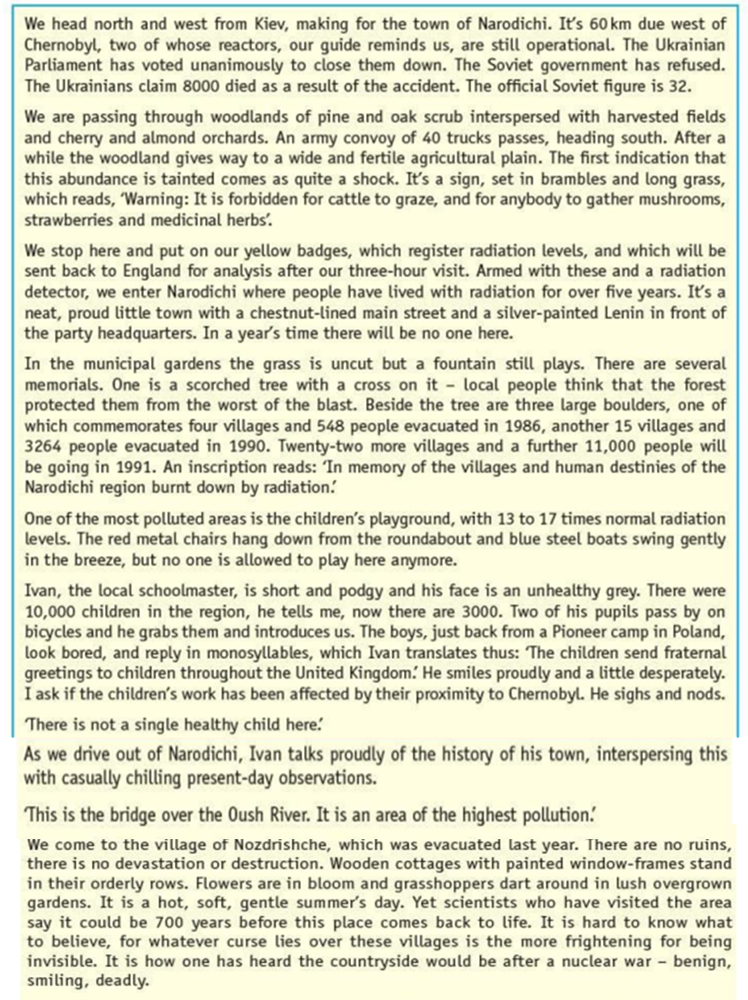 We head north and west from Kiev, making for the town of Narodichi. It's 60 km due west of
Chernobyl, two of whose reactors, our guide reminds us, are still operational. The Ukrainian
Parliament has voted unanimously to close them down. The Soviet government has refused.
The Ukrainians claim 8000 died as a result of the accident. The official Soviet figure is 32.
We are passing through woodlands of pine and oak scrub interspersed with harvested fields
and cherry and almond orchards. An army convoy of 40 trucks passes, heading south. After a
while the woodland gives way to a wide and fertile agricultural plain. The first indication that
this abundance is tainted comes as quite a shock. It's a sign, set in brambles and long grass,
which reads, 'Warning: It is forbidden for cattle to graze, and for anybody to gather mushrooms,
strawberries and medicinal herbs'.
We stop here and put on our yellow badges, which register radiation levels, and which will be
sent back to England for analysis after our three-hour visit. Armed with these and a radiation
detector, we enter Narodichi where people have lived with radiation for over five years. It's a
neat, proud little town with a chestnut-lined main street and a silver-painted Lenin in front of
the party headquarters. In a year's time there will be no one here.
In the municipal gardens the grass is uncut but a fountain still plays. There are several
memorials. One is a scorched tree with a cross on it – local people think that the forest
protected them from the worst of the blast. Beside the tree are three large boulders, one of
which commemorates four villages and 548 people evacuated in 1986, another 15 villages and
3264 people evacuated in 1990. Twenty-two more villages and a further 11,000 people will
be going in 1991. An inscription reads: 'In memory of the villages and human destinies of the
Narodichi region burnt down by radiation.'
One of the most polluted areas is the children's playground, with 13 to 17 times normal radiation
levels. The red metal chairs hang down from the roundabout and blue steel boats swing gently
in the breeze, but no one is allowed to play here anymore.
Ivan, the local schoolmaster, is short and podgy and his face is an unhealthy grey. There were
10,000 children in the region, he tells me, now there are 3000. Two of his pupils pass by on
bicycles and he grabs them and introduces us. The boys, just back from a Pioneer camp in Poland,
look bored, and reply in monosyllables, which Ivan translates thus: 'The children send fraternal
greetings to children throughout the United Kingdom.' He smiles proudly and a little desperately.
I ask if the children's work has been affected by their proximity to Chernobyl. He sighs and nods.
'There is not a single healthy child here.'
As we drive out of Narodichi, Ivan talks proudly of the history of his town, interspersing this
with casually chilling present-day observations.
'This is the bridge over the Oush River. It is an area of the highest pollution.'
We come to the village of Nozdrishche, which was evacuated last year. There are no ruins,
there is no devastation or destruction. Wooden cottages with painted window-frames stand
in their orderly rows. Flowers are in bloom and grasshoppers dart around in lush overgrown
gardens. It is a hot, soft, gentle summer's day. Yet scientists who have visited the area
say it could be 700 years before this place comes back to life. It is hard to know what
to believe, for whatever curse lies over these villages is the more frightening for being
invisible. It is how one has heard the countryside would be after a nuclear war – benign,
smiling, deadly.